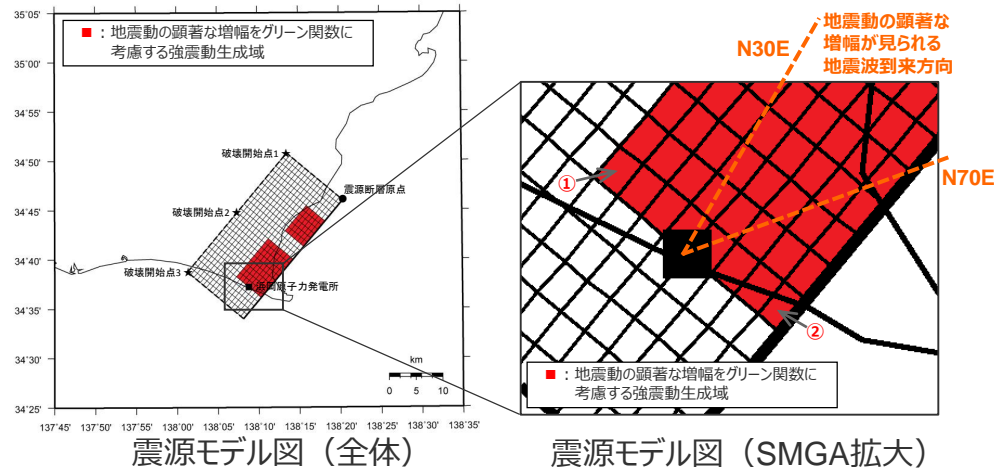 ■：地震動の顕著な増幅をグリーン関数に
考慮する強震動生成域
35°05'
35°00'
34°55'
34°50'
34°45'
34°40'
34°35'
34°30'
34°25'
137°45'
137°50'
137°55'
138°00'
138°05'
138°10'
138°15'
138°20'
138°25'
138°30'
138°35'
破壊開始点1
破壊開始点2
破壊開始点3
震源断層原点
浜岡原子力発電所
km
0 5 10
震源モデル図（全体）
地震動の顕著な
増幅が見られる
地震波到来方向
N30E
N70E
①
②
■：地震動の顕著な増幅をグリーン関数に
考慮する強震動生成域
震源モデル図（SMGA拡大）